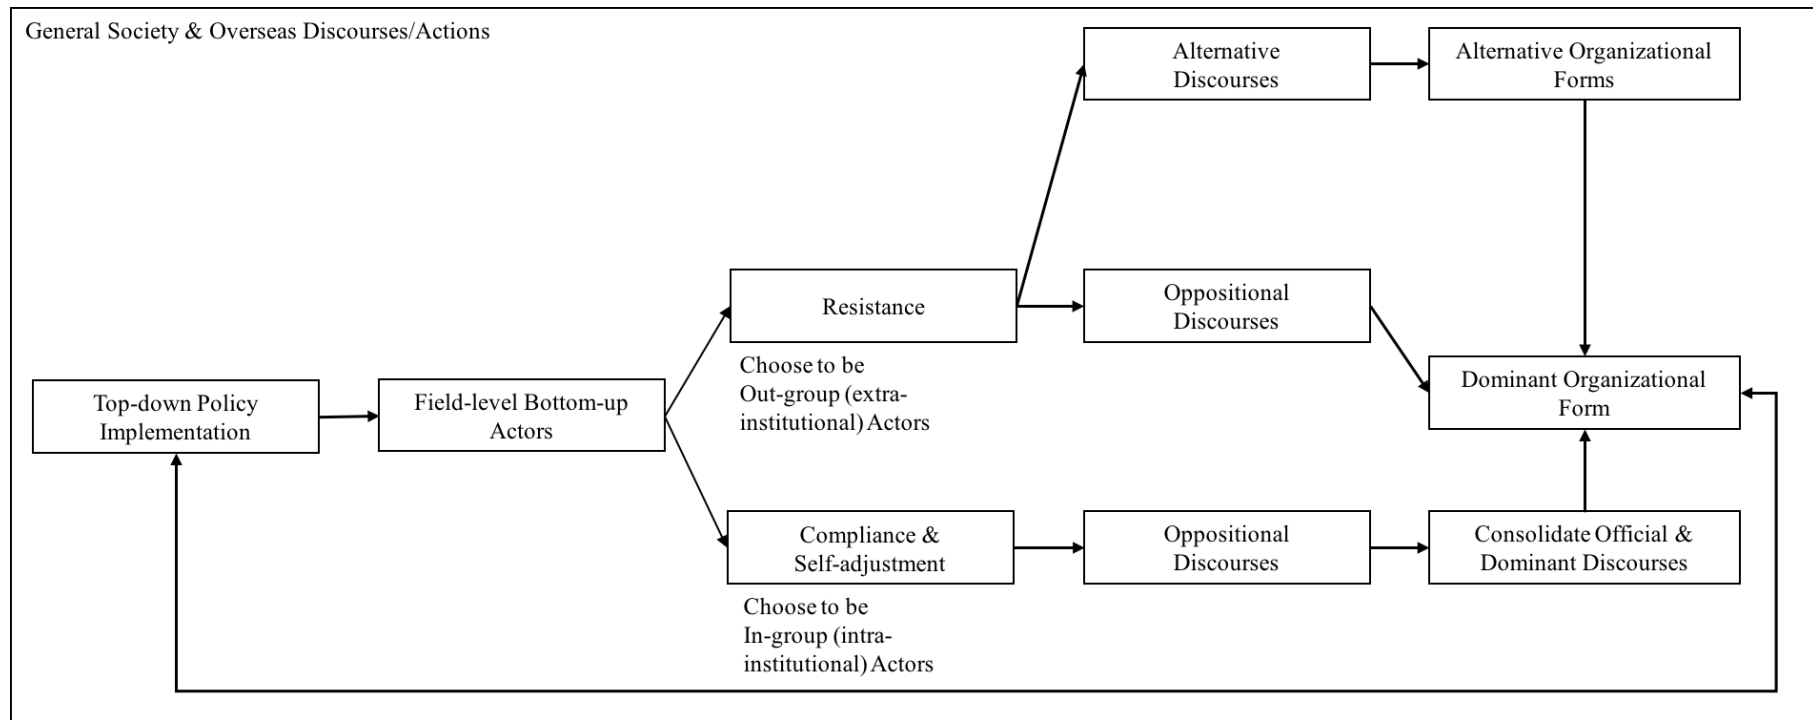 General Society & Overseas Discourses/Actions
Alternative
Discourses
Alternative Organizational
Forms
Resistance
Choose to be
Out-group (extra-
institutional) Actors
Oppositional
Discourses
Dominant Organizational
Form
Top-down Policy
Implementation
Field-level Bottom-up
Actors
Compliance &
Self-adjustment
Choose to be
In-group (intra-
institutional) Actors
Oppositional
Discourses
Consolidate Official &
Dominant Discourses